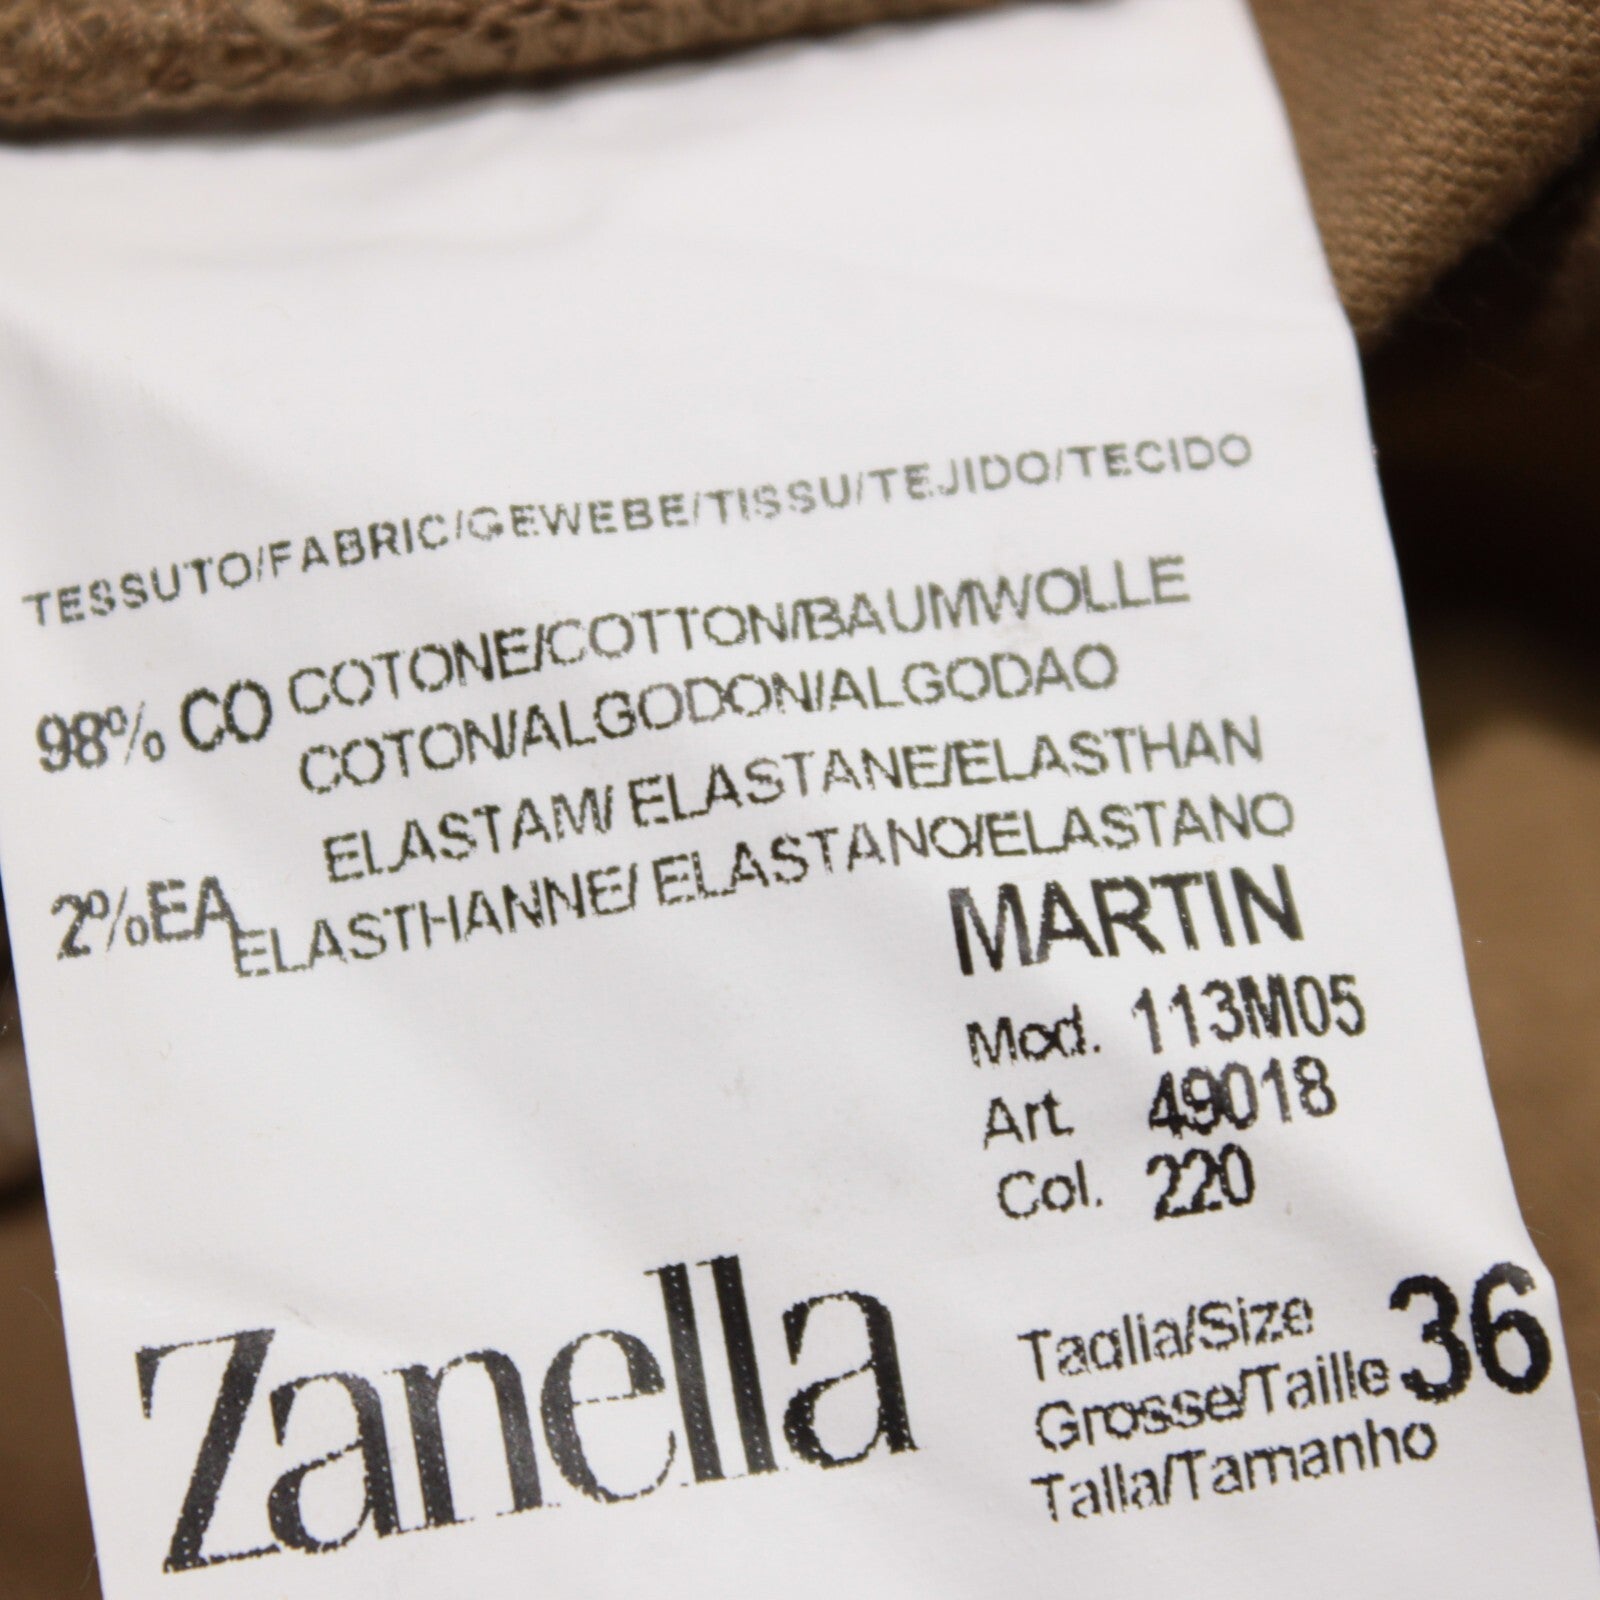 TESSUTO/FABRIC/GEWEBE/TISSU/TEJIDO/TECIDO
98% CO COTONE/COTTON/BAUMWOLLE
COTON/ALGODON/ALGODAO
ELASTAM/ ELASTANE/ELASTHAN
2%EA ELASTHANNE/ ELASTANO/ELASTANO
MARTIN
Mod. 113M05
Art. 49018
Col. 220
Zanella
Taglia/Size
Grosse/Taille 36
Talla/Tamanho